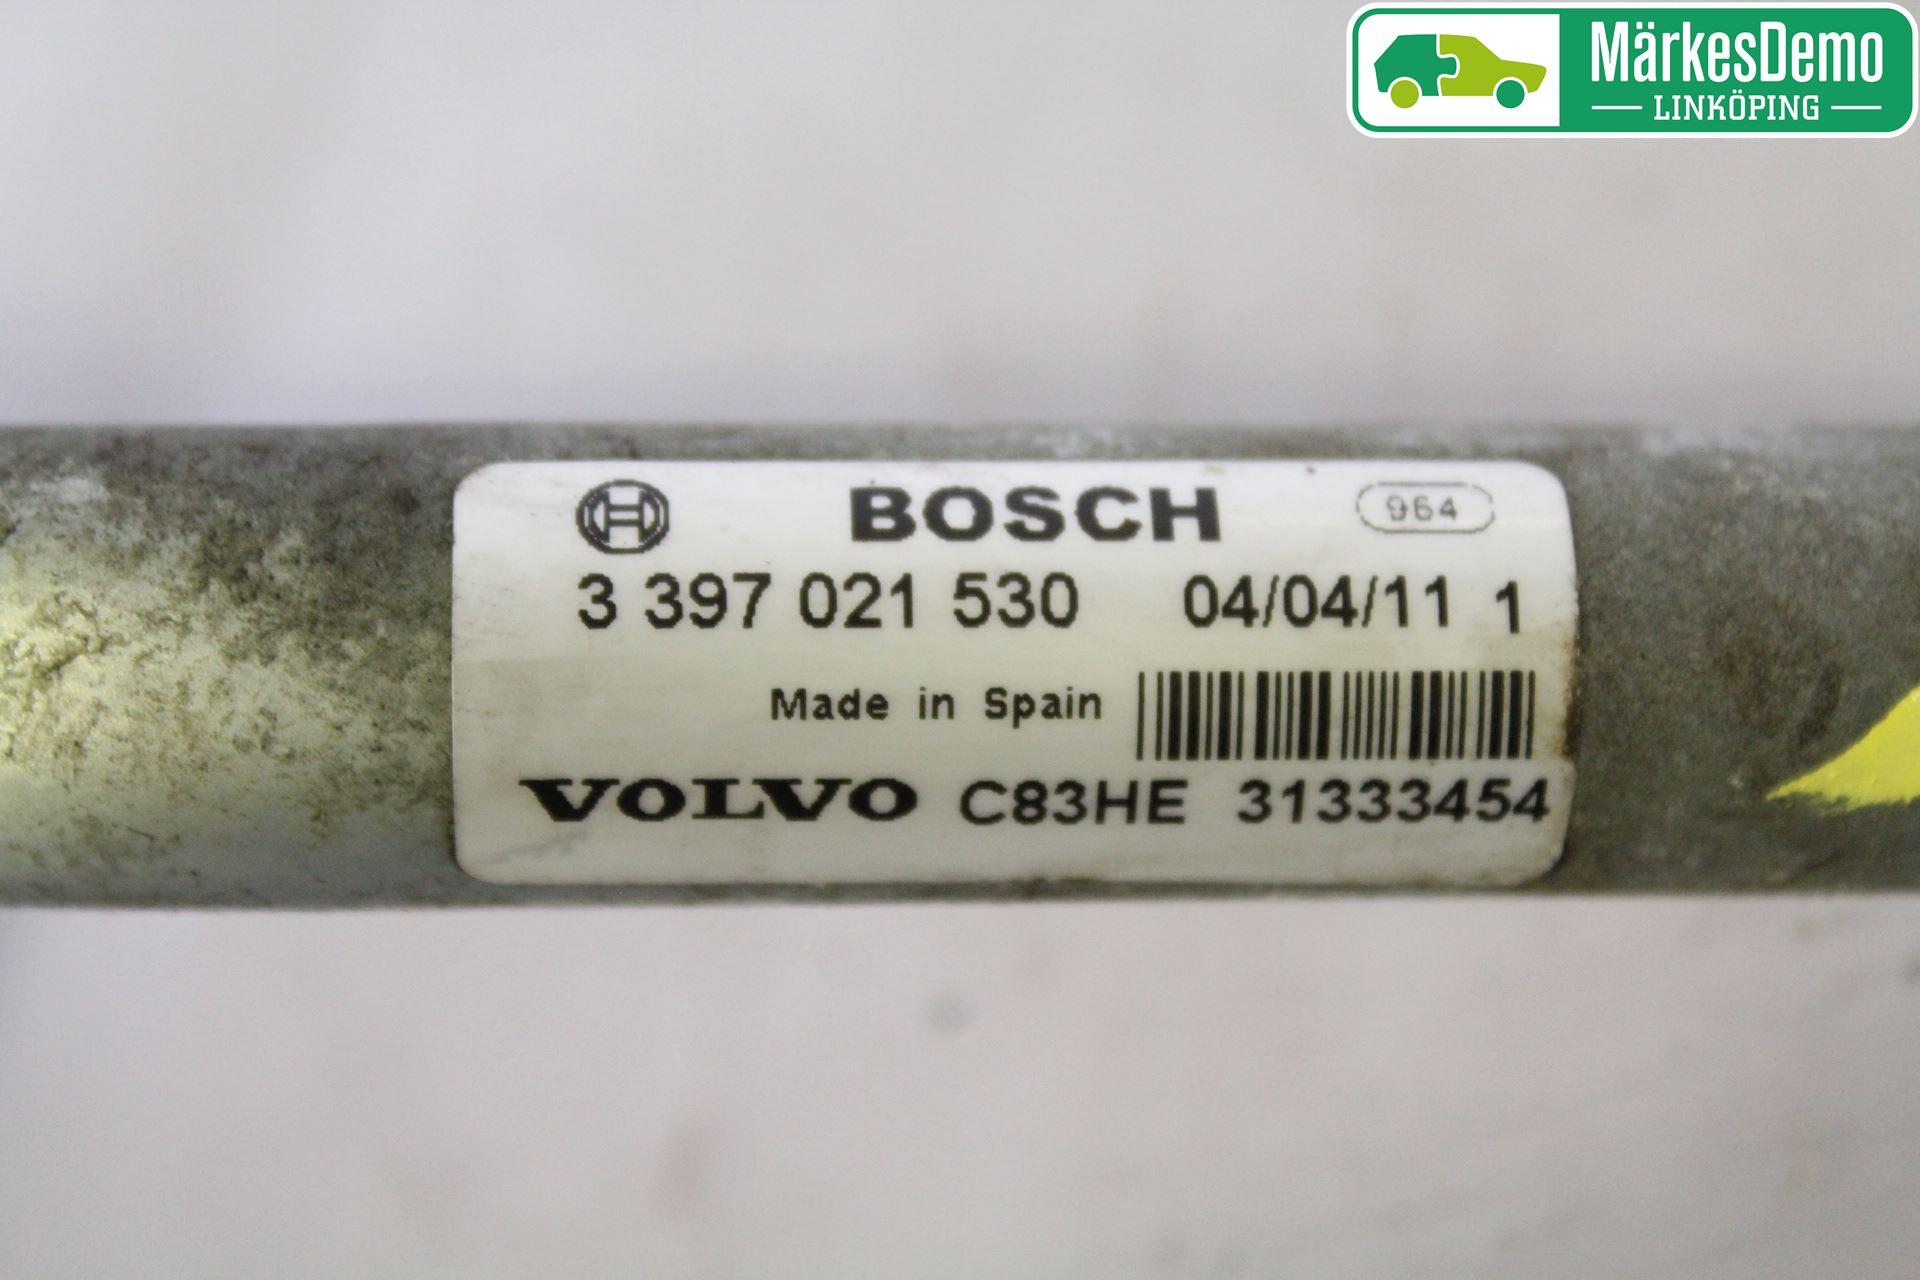 MärkesDemo
LINKÖPING
BOSCH 964
3 397 021 530 04/04/11 1
Made in Spain
VOLVO C83HE 31333454